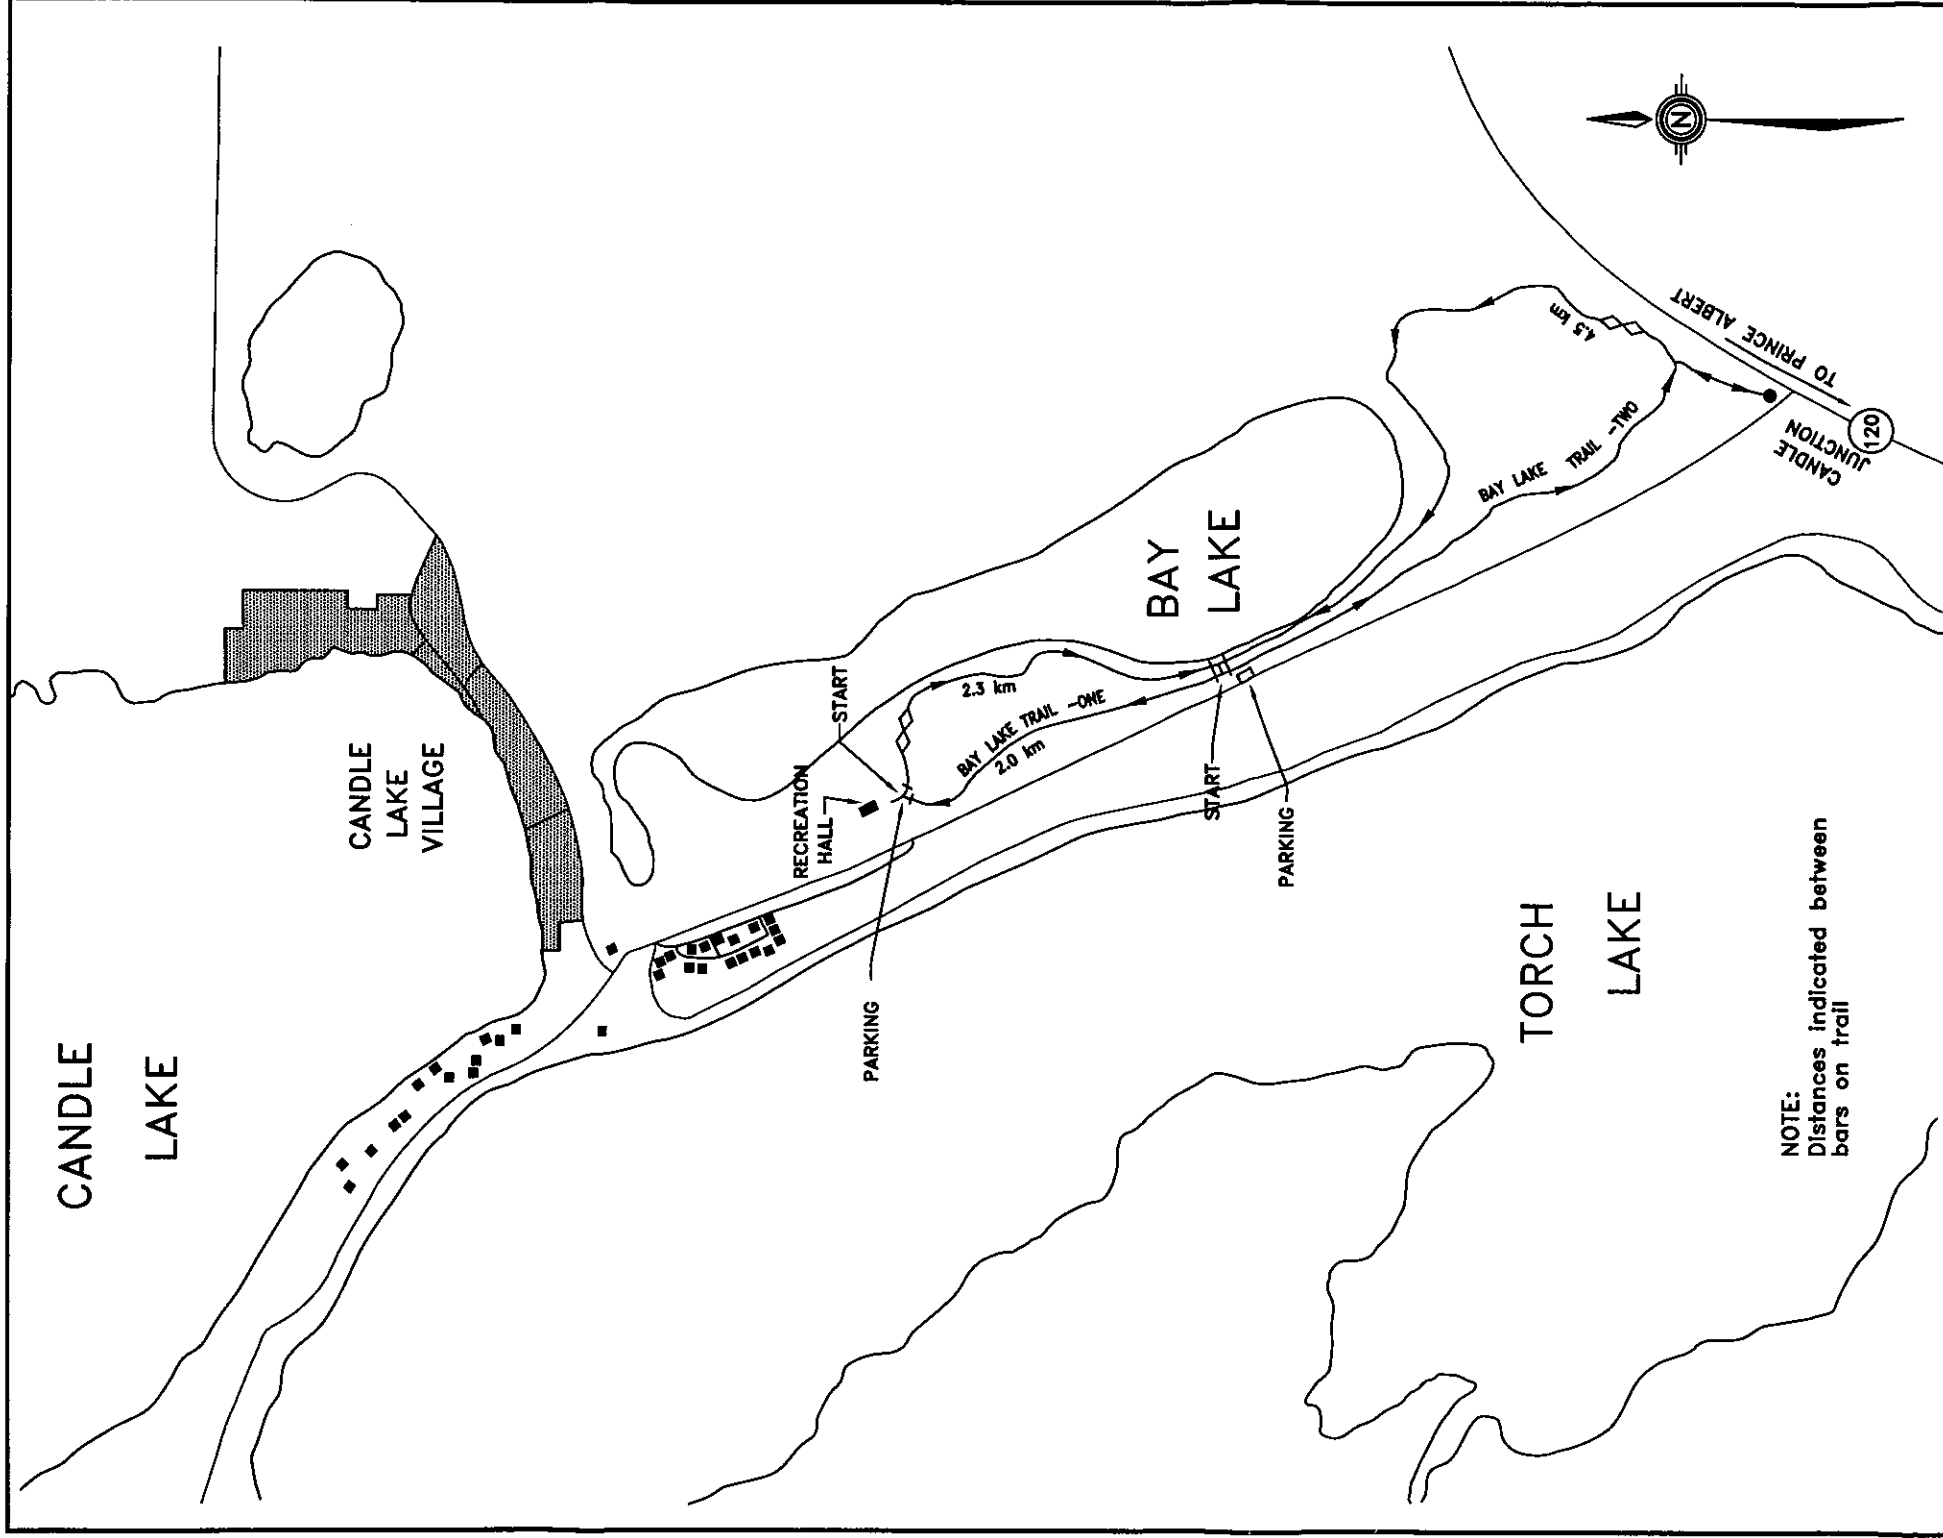 CANDLE
LAKE
CANDLE
LAKE
VILLAGE
RECREATION
HALL
START
PARKING
2.3 km
BAY LAKE TRAIL -ONE
2.0 km
BAY
LAKE
START
PARKING
BAY LAKE TRAIL -TWO
4.5 km
TO PRINCE ALBERT
CANDLE
JUNCTION
120
N
TORCH
LAKE
NOTE:
Distances indicated between
bars on trail